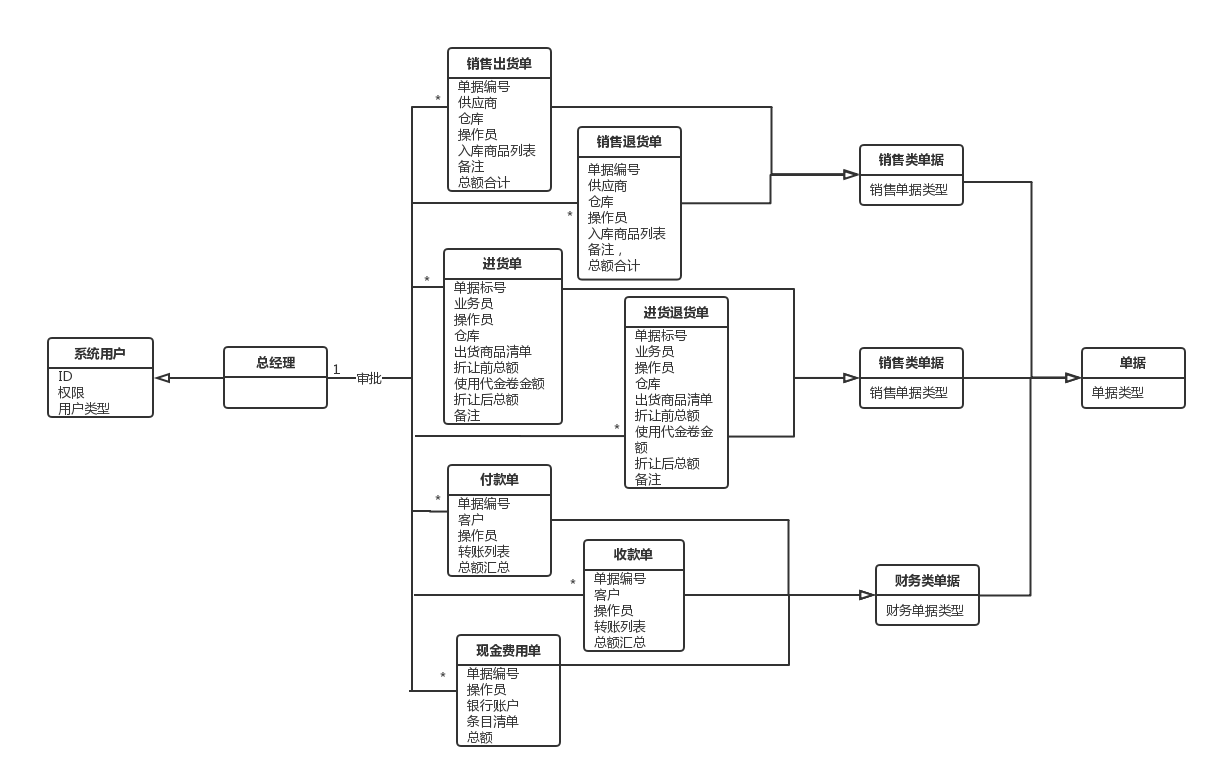 销售出货单
单据编号
供应商
仓库
操作员
入库商品列表
备注
总额合计
*
销售退货单
单据编号
供应商
仓库
操作员
入库商品列表
备注，
总额合计
*
销售类单据
销售单据类型
进货单
单据标号
业务员
操作员
仓库
出货商品清单
折让前总额
使用代金卷金额
折让后总额
备注
*
进货退货单
单据标号
业务员
操作员
仓库
出货商品清单
折让前总额
使用代金卷金
额
折让后总额
备注
*
系统用户
ID
权限
用户类型
总经理
1
审批
销售类单据
销售单据类型
单据
单据类型
付款单
单据编号
客户
操作员
转账列表
总额汇总
*
收款单
单据编号
客户
操作员
转账列表
总额汇总
*
财务类单据
财务单据类型
现金费用单
单据编号
操作员
银行账户
条目清单
总额
*